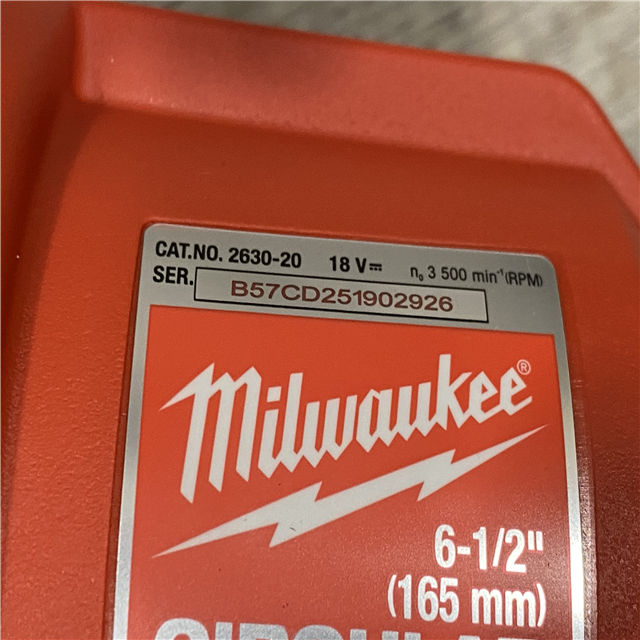 CAT.NO. 2630-20 18 V⎓ n₀ 3 500 min⁻¹(RPM)
SER. B57CD251902926
Milwaukee®
6-1/2"
(165 mm)